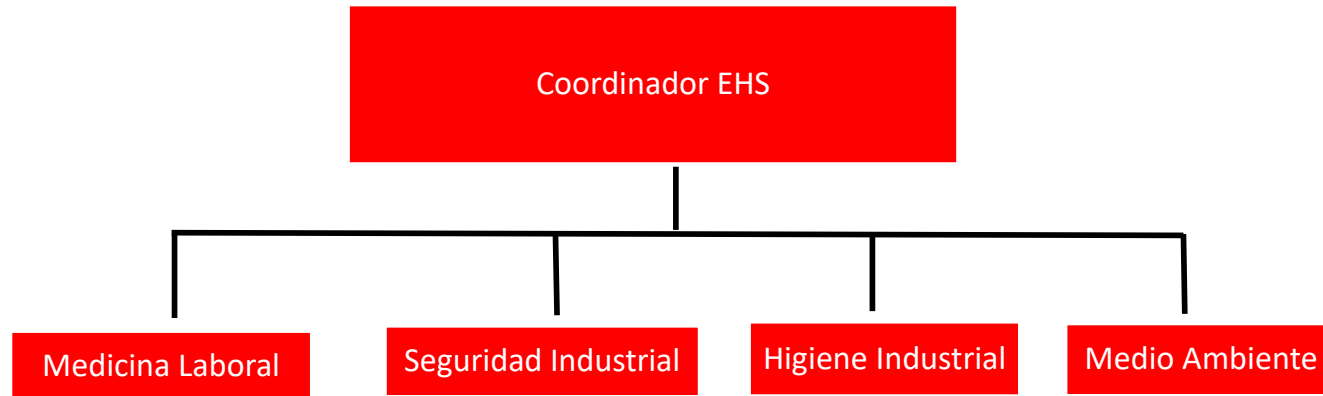 Coordinador EHS
Medicina Laboral
Seguridad Industrial
Higiene Industrial
Medio Ambiente